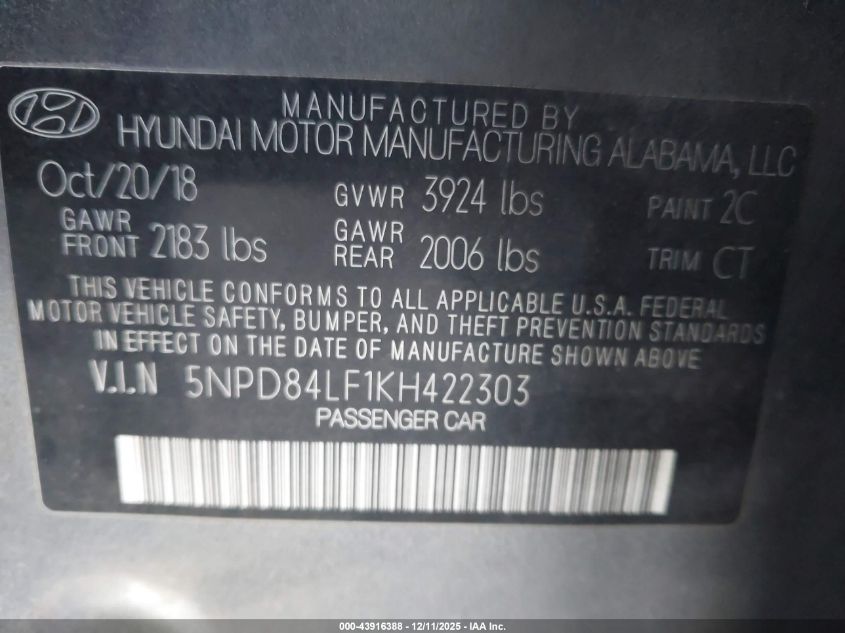 MANUFACTURED BY
HYUNDAI MOTOR MANUFACTURING ALABAMA, LLC
Oct/20/18 GVWR 3924 lbs PAINT 2C
GAWR FRONT 2183 lbs GAWR REAR 2006 lbs TRIM CT
THIS VEHICLE CONFORMS TO ALL APPLICABLE U.S.A. FEDERAL
MOTOR VEHICLE SAFETY, BUMPER, AND THEFT PREVENTION STANDARDS
IN EFFECT ON THE DATE OF MANUFACTURE SHOWN ABOVE
V.I.N 5NPD84LF1KH422303
PASSENGER CAR
000-43916388 - 12/11/2025 - IAA Inc.